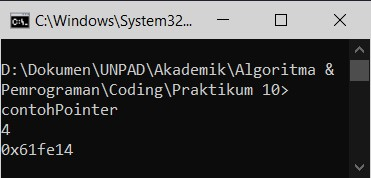 C:\Windows\System32...
D:\Dokumen\UNPAD\Akademik\Algoritma &
Pemrograman\Coding\Praktikum 10>
contohPointer
4
0x61fe14